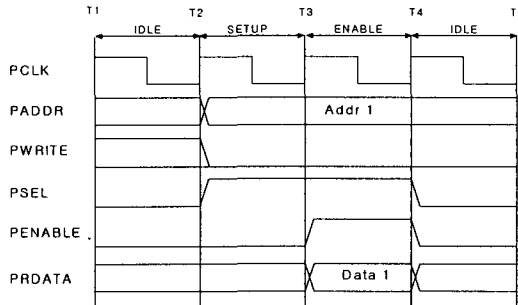 T1 T2 T3 T4 T
IDLE SETUP ENABLE IDLE
PCLK
PADDR Addr 1
PWRITE
PSEL
PENABLE
PRDATA Data 1